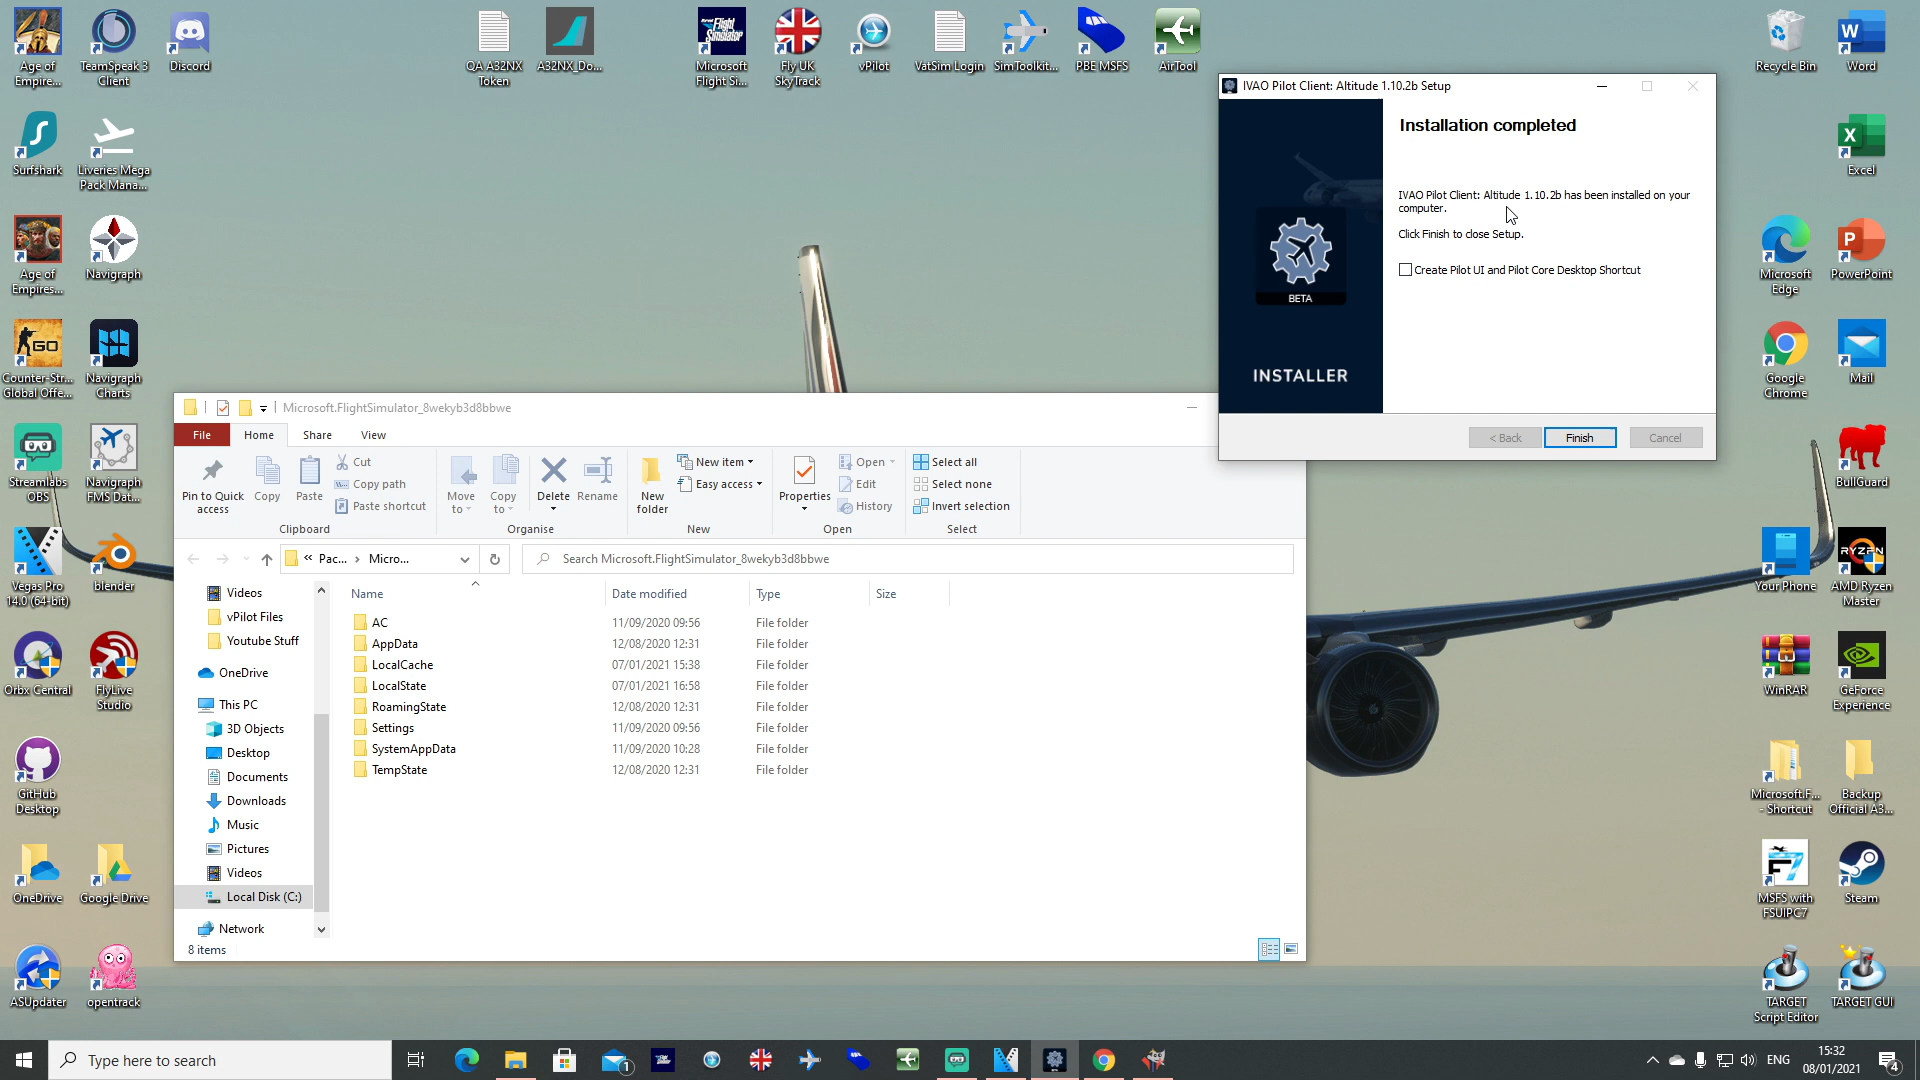 Age of
Empire...
TeamSpeak 3
Client
Discord
QA A32NX
Token
A32NX_Do...
Microsoft
Flight Si...
Fly UK
SkyTrack
vPilot
VatSim Login
SimToolkit...
PBE MSFS
AirTool
Recycle Bin
Word
Surfshark
Liveries Mega
Pack Mana...
Excel
Age of
Empires...
Navigraph
Microsoft
Edge
PowerPoint
Counter-Str...
Global Offe...
Navigraph
Charts
Google
Chrome
Mail
Streamlabs
OBS
Navigraph
FMS Dat...
BullGuard
Vegas Pro
14.0 (64-bit)
blender
Your Phone
AMD Ryzen
Master
Orbx Central
FlyLive
Studio
WinRAR
GeForce
Experience
GitHub
Desktop
Microsoft.F...
- Shortcut
Backup
Official A3...
OneDrive
Google Drive
MSFS with
FSUIPC7
Steam
ASUpdater
opentrack
TARGET
Script Editor
TARGET GUI
IVAO Pilot Client: Altitude 1.10.2b Setup
Installation completed
IVAO Pilot Client: Altitude 1.10.2b has been installed on your
computer.
Click Finish to close Setup.
Create Pilot UI and Pilot Core Desktop Shortcut
BETA
INSTALLER
< Back
Finish
Cancel
Microsoft.FlightSimulator_8wekyb3d8bbwe
File
Home
Share
View
Pin to Quick
access
Copy
Paste
Cut
Copy path
Paste shortcut
Clipboard
Move
to
Copy
to
Delete
Rename
Organise
New
folder
New item
Easy access
New
Properties
Open
Edit
History
Open
Select all
Select none
Invert selection
Select
« Pac... › Micro...
Search Microsoft.FlightSimulator_8wekyb3d8bbwe
Videos
vPilot Files
Youtube Stuff
OneDrive
This PC
3D Objects
Desktop
Documents
Downloads
Music
Pictures
Videos
Local Disk (C:)
Network
Name Date modified Type Size
AC 11/09/2020 09:56 File folder
AppData 12/08/2020 12:31 File folder
LocalCache 07/01/2021 15:38 File folder
LocalState 07/01/2021 16:58 File folder
RoamingState 12/08/2020 12:31 File folder
Settings 11/09/2020 09:56 File folder
SystemAppData 11/09/2020 10:28 File folder
TempState 12/08/2020 12:31 File folder
8 items
Type here to search
1
ENG
15:32
08/01/2021
4